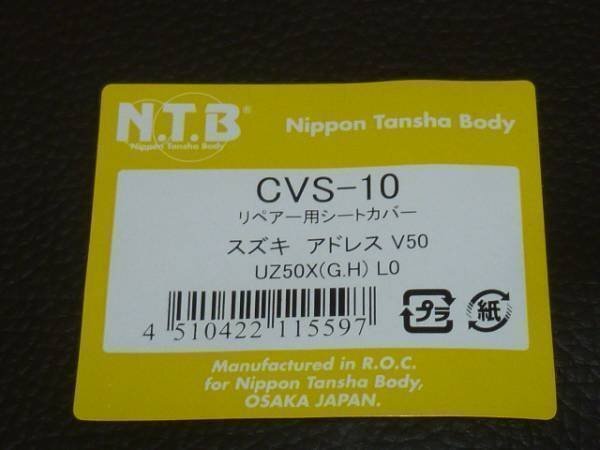 N.T.B®
Nippon Tansha Body
Nippon Tansha Body
CVS-10
リペアー用シートカバー
スズキ アドレス V50
UZ50X(G.H) L0
4 510422 115597
プラ
紙
Manufactured in R.O.C.
for Nippon Tansha Body,
OSAKA JAPAN.